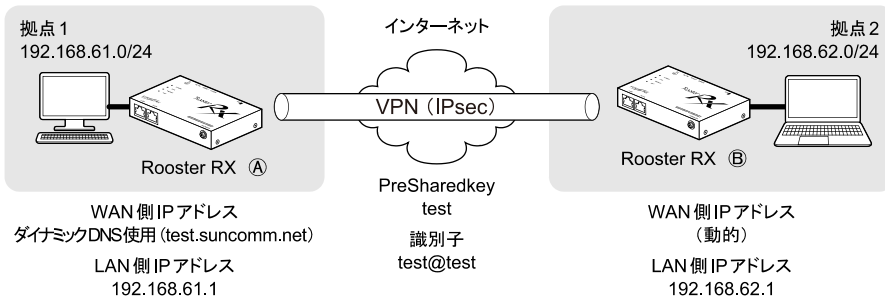 拠点1
192.168.61.0/24
インターネット
拠点2
192.168.62.0/24
VPN（IPsec）
Rooster RX Ⓐ
Rooster RX Ⓑ
PreSharedkey
test
識別子
test@test
WAN側IPアドレス
ダイナミックDNS使用（test.suncomm.net）
LAN側IPアドレス
192.168.61.1
WAN側IPアドレス
（動的）
LAN側IPアドレス
192.168.62.1